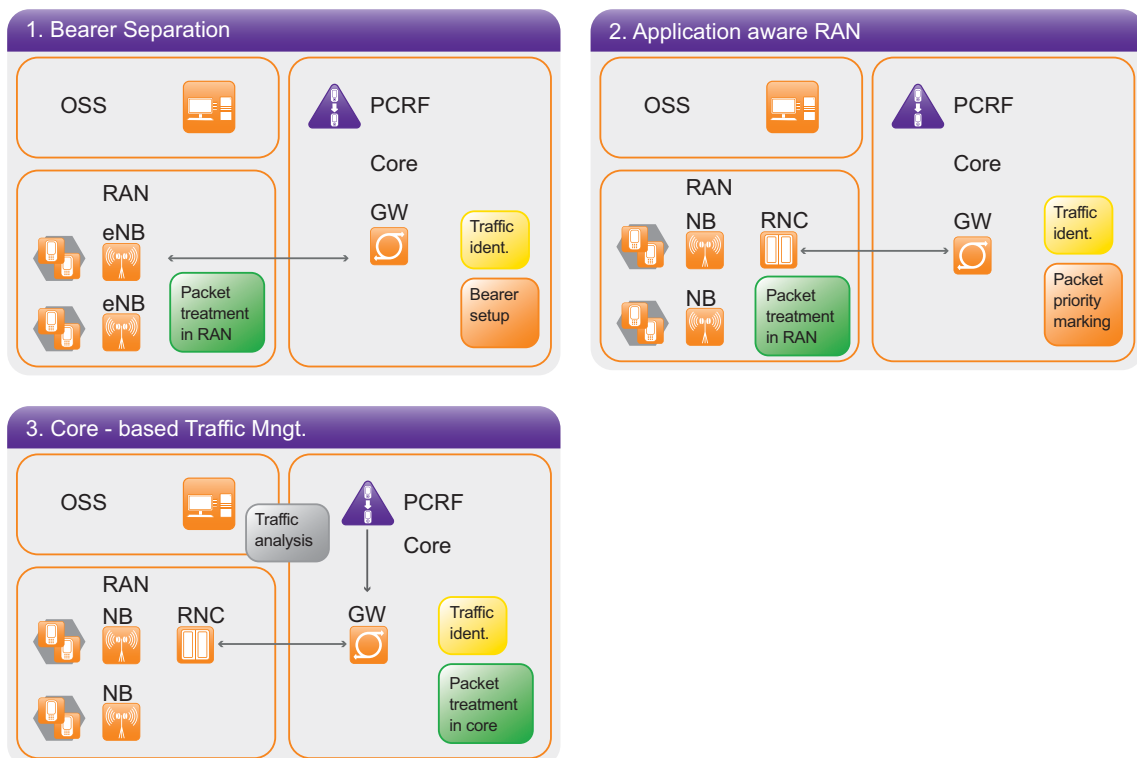 1. Bearer Separation
OSS
PCRF
Core
RAN
eNB
GW
Traffic
ident.
eNB
Packet
treatment
in RAN
Bearer
setup
2. Application aware RAN
OSS
PCRF
Core
RAN
NB
RNC
GW
Traffic
ident.
NB
Packet
treatment
in RAN
Packet
priority
marking
3. Core - based Traffic Mngt.
OSS
Traffic
analysis
PCRF
Core
RAN
NB
RNC
GW
Traffic
ident.
NB
Packet
treatment
in core